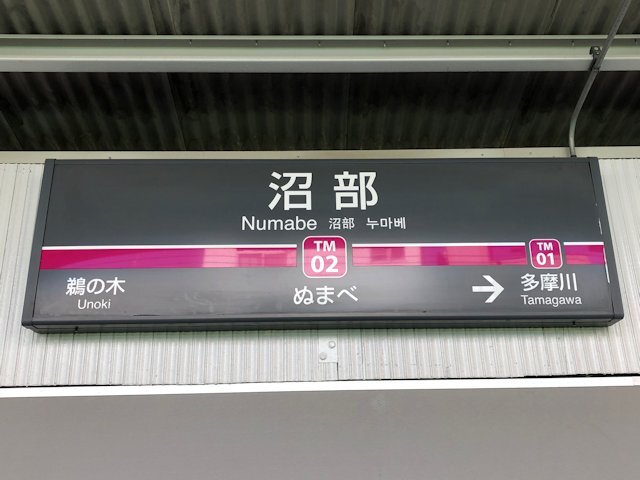 沼部
Numabe 沼部 누마베
TM
02
TM
01
鵜の木
Unoki
ぬまべ
→ 多摩川
Tamagawa